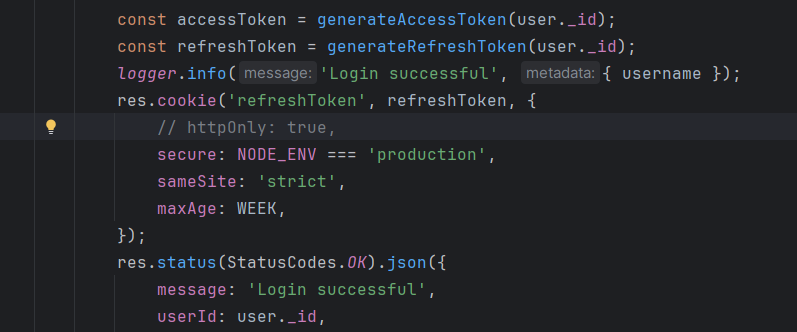 const accessToken = generateAccessToken(user._id);
const refreshToken = generateRefreshToken(user._id);
logger.info( message: 'Login successful', metadata: { username });
res.cookie('refreshToken', refreshToken, {
// httpOnly: true,
secure: NODE_ENV === 'production',
sameSite: 'strict',
maxAge: WEEK,
});
res.status(StatusCodes.OK).json({
message: 'Login successful',
userId: user._id,